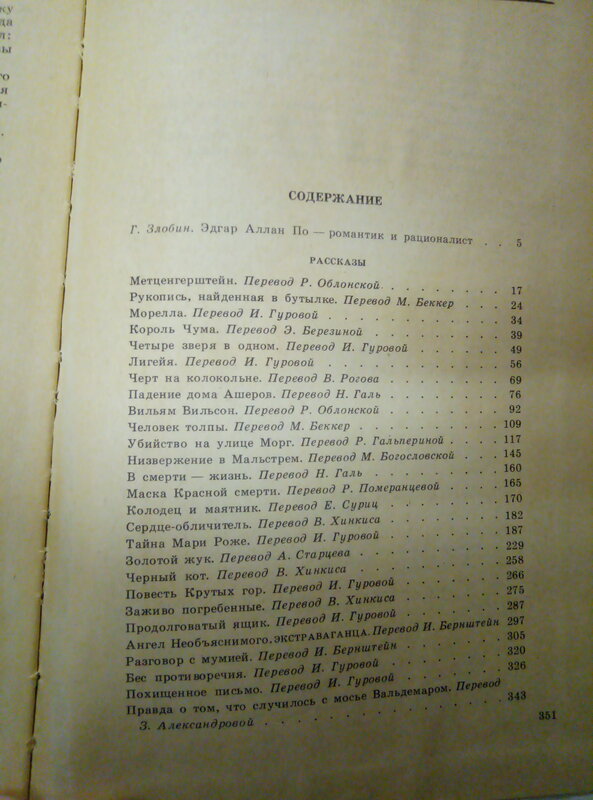 ку
да
л:
вы
го
я
СОДЕРЖАНИЕ
Г. Злобин. Эдгар Аллан По — романтик и рационалист . . 5
РАССКАЗЫ
Метценгерштейн. Перевод Р. Облонской. . . . . . . . 17
Рукопись, найденная в бутылке. Перевод М. Беккер . . . 24
Морелла. Перевод И. Гуровой . . . . . . . . . . . 34
Король Чума. Перевод Э. Березиной . . . . . . . . 39
Четыре зверя в одном. Перевод И. Гуровой . . . . . . 49
Лигейя. Перевод И. Гуровой . . . . . . . . . . . 56
Черт на колокольне. Перевод В. Рогова . . . . . . . 69
Падение дома Ашеров. Перевод Н. Галь . . . . . . . 76
Вильям Вильсон. Перевод Р. Облонской . . . . . . . 92
Человек толпы. Перевод М. Беккер . . . . . . . . . 109
Убийство на улице Морг. Перевод Р. Гальпериной . . . . 117
Низвержение в Мальстрем. Перевод М. Богословской . . . 145
В смерти — жизнь. Перевод Н. Галь . . . . . . . . 160
Маска Красной смерти. Перевод Р. Померанцевой . . . . 165
Колодец и маятник. Перевод Е. Суриц . . . . . . . 170
Сердце-обличитель. Перевод В. Хинкиса . . . . . . . 182
Тайна Мари Роже. Перевод И. Гуровой . . . . . . . 187
Золотой жук. Перевод А. Старцева . . . . . . . . 229
Черный кот. Перевод В. Хинкиса . . . . . . . . . 258
Повесть Крутых гор. Перевод И. Гуровой . . . . . . 266
Заживо погребенные. Перевод В. Хинкиса . . . . . . 275
Продолговатый ящик. Перевод И. Гуровой . . . . . . 287
Ангел Необъяснимого. ЭКСТРАВАГАНЦА. Перевод И. Бернштейн 297
Разговор с мумией. Перевод И. Бернштейн . . . . . . 305
Бес противоречия. Перевод И. Гуровой . . . . . . . 320
Похищенное письмо. Перевод И. Гуровой . . . . . . 326
Правда о том, что случилось с мосье Вальдемаром. Перевод
З. Александровой . . . . . . . . . . . . . . 343
351